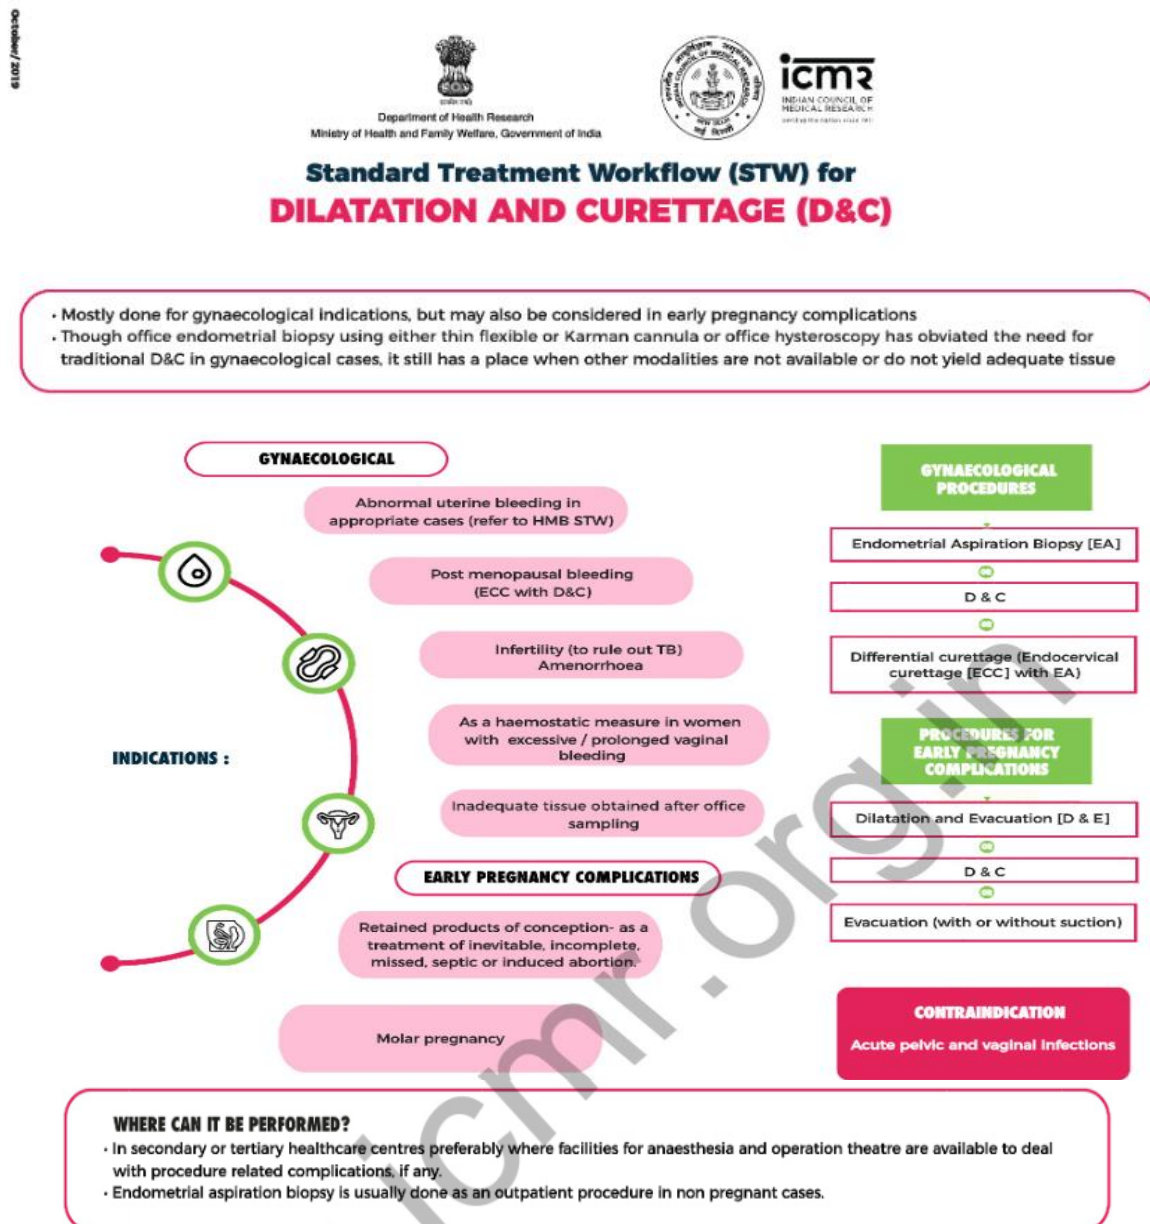 October/ 2019
Department of Health Research
Ministry of Health and Family Welfare, Government of India
icmr
INDIAN COUNCIL OF
MEDICAL RESEARCH
Standard Treatment Workflow (STW) for
DILATATION AND CURETTAGE (D&C)
• Mostly done for gynaecological indications, but may also be considered in early pregnancy complications
• Though office endometrial biopsy using either thin flexible or Karman cannula or office hysteroscopy has obviated the need for
traditional D&C in gynaecological cases, it still has a place when other modalities are not available or do not yield adequate tissue
INDICATIONS :
GYNAECOLOGICAL
Abnormal uterine bleeding in
appropriate cases (refer to HMB STW)
Post menopausal bleeding
(ECC with D&C)
Infertility (to rule out TB)
Amenorrhoea
As a haemostatic measure in women
with excessive / prolonged vaginal
bleeding
Inadequate tissue obtained after office
sampling
EARLY PREGNANCY COMPLICATIONS
Retained products of conception- as a
treatment of inevitable, incomplete,
missed, septic or induced abortion.
Molar pregnancy
GYNAECOLOGICAL
PROCEDURES
Endometrial Aspiration Biopsy [EA]
OR
D & C
OR
Differential curettage (Endocervical
curettage [ECC] with EA)
PROCEDURES FOR
EARLY PREGNANCY
COMPLICATIONS
Dilatation and Evacuation [D & E]
OR
D & C
OR
Evacuation (with or without suction)
CONTRAINDICATION
Acute pelvic and vaginal infections
WHERE CAN IT BE PERFORMED?
• In secondary or tertiary healthcare centres preferably where facilities for anaesthesia and operation theatre are available to deal
with procedure related complications, if any.
• Endometrial aspiration biopsy is usually done as an outpatient procedure in non pregnant cases.
icmr.org.in